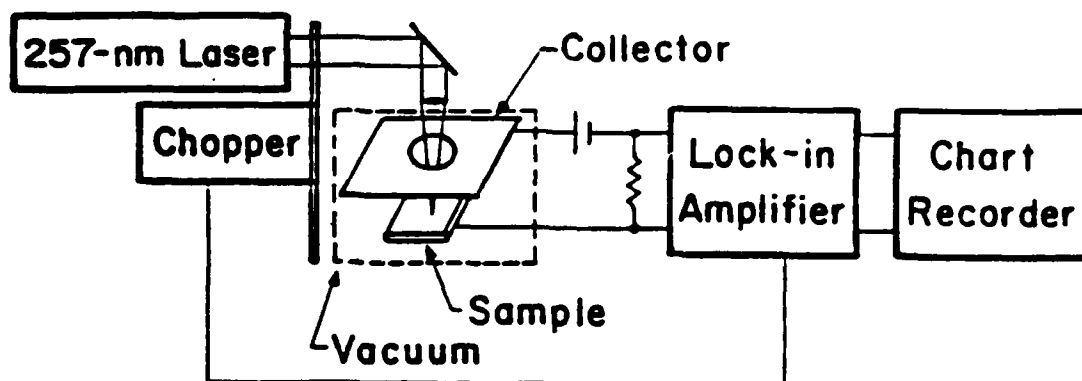 257-nm Laser
Collector
Chopper
Lock-in
Amplifier
Chart
Recorder
Sample
Vacuum